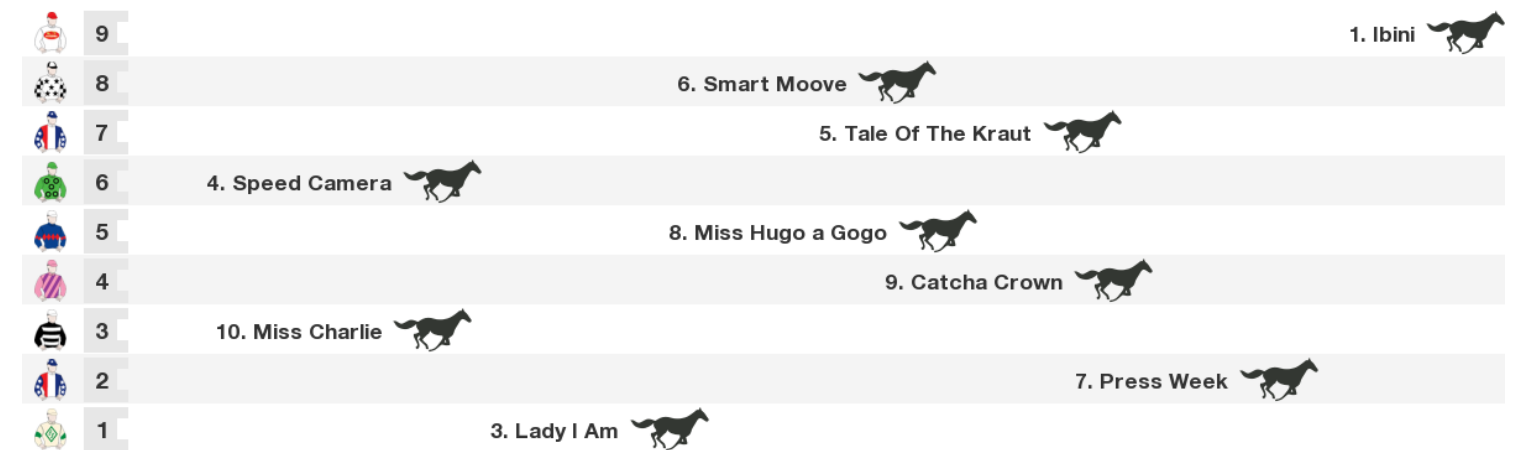 9 1. Ibini
8 6. Smart Moove
7 5. Tale Of The Kraut
6 4. Speed Camera
5 8. Miss Hugo a Gogo
4 9. Catcha Crown
3 10. Miss Charlie
2 7. Press Week
1 3. Lady I Am